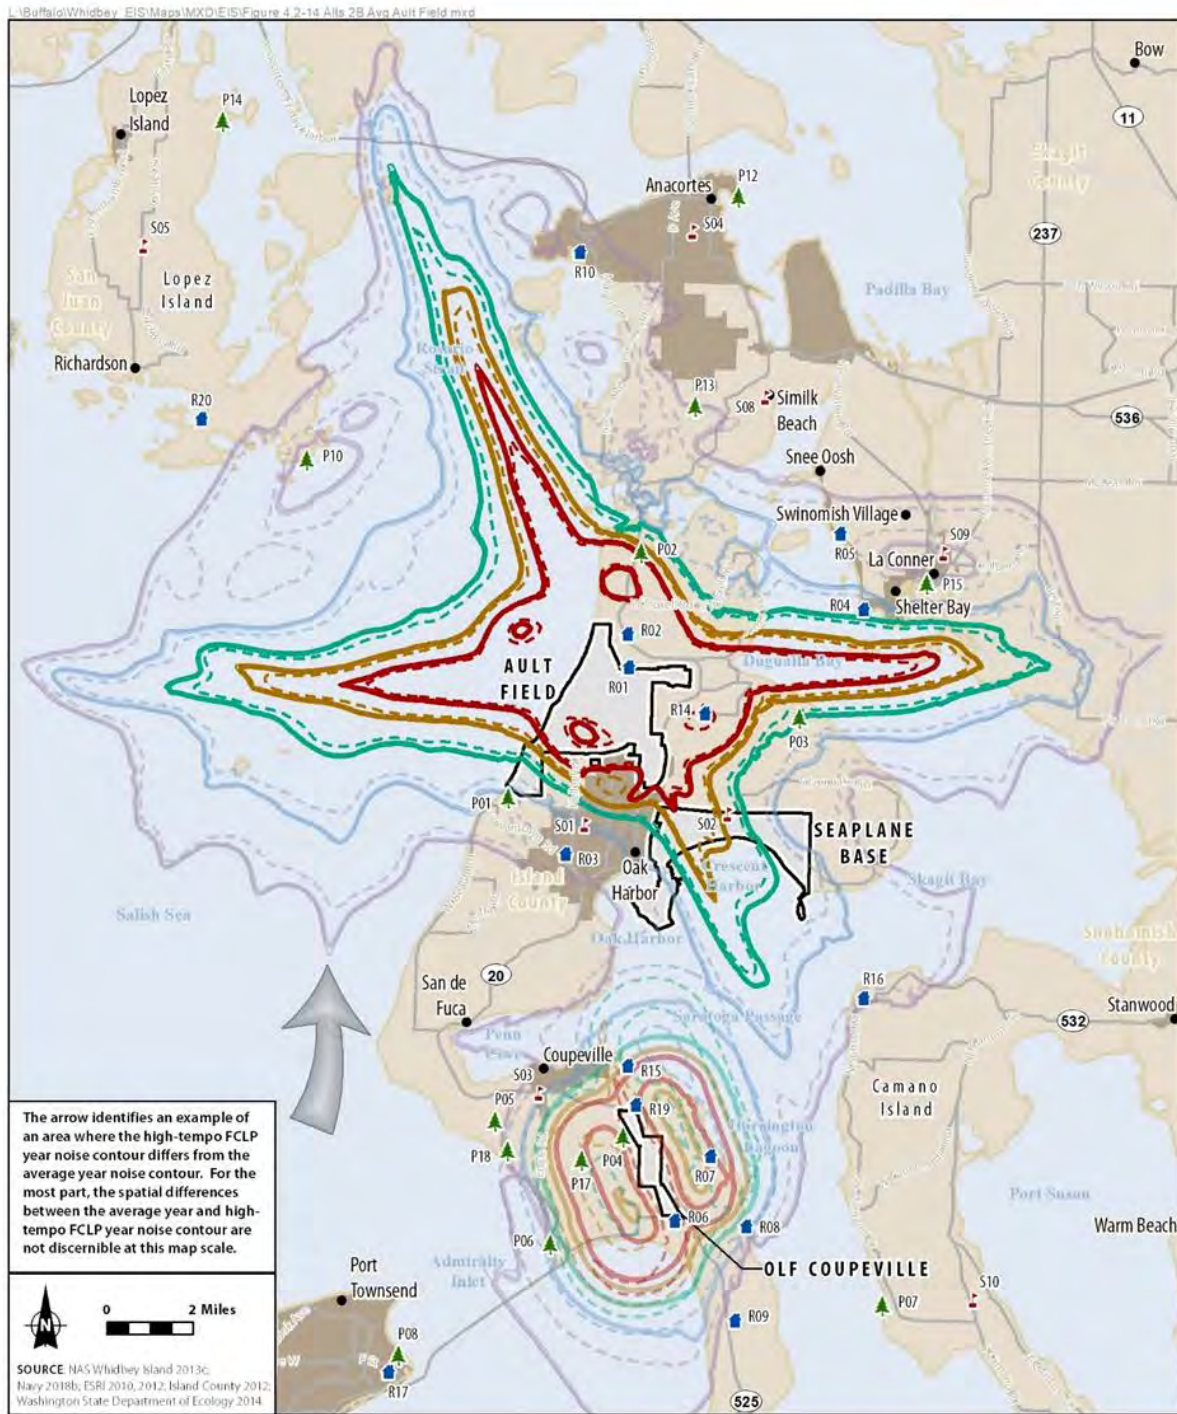 L:\Buffalo\Whidbey_EIS\Maps\MXD\EIS\Figure 4.2-14 Alts 2B Avg Ault Field.mxd
Bow
Lopez
Island
P14
11
Skagit
County
Anacortes
P12
S04
S05
237
R10
San
Juan
County
Lopez
Island
Padilla Bay
Rosario
Strait
Richardson
P13
S08
Similk
Beach
R20
536
P10
Snee Oosh
Swinomish Village
P02
R05
S09
La Conner
P15
R04
Shelter Bay
R02
AULT
FIELD
R01
Dugualla Bay
R14
P03
P01
S01
S02
SEAPLANE
BASE
R03
Oak
Harbor
Crescent
Harbor
Island
County
Skagit Bay
Salish Sea
Oak Harbor
Snohomish
County
20
R16
San de
Fuca
Stanwood
Saratoga Passage
532
Penn
Cove
Coupeville
S03
R15
Camano
Island
P05
R19
P18
P04
P17
R07
Port Susan
R06
R08
Warm Beach
P06
Admiralty
Inlet
OLF COUPEVILLE
S10
P07
R09
The arrow identifies an example of
an area where the high-tempo FCLP
year noise contour differs from the
average year noise contour. For the
most part, the spatial differences
between the average year and high-
tempo FCLP year noise contour are
not discernible at this map scale.
Port
Townsend
N
0 2 Miles
P08
R17
525
SOURCE: NAS Whidbey Island 2013c;
Navy 2018b; ESRI 2010, 2012; Island County 2012;
Washington State Department of Ecology 2014.